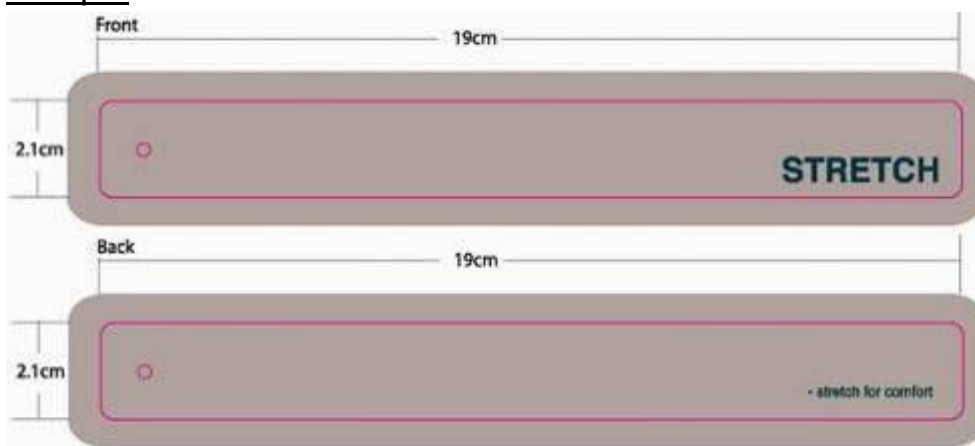 Front
19cm
2.1cm
STRETCH
Back
19cm
2.1cm
- stretch for comfort